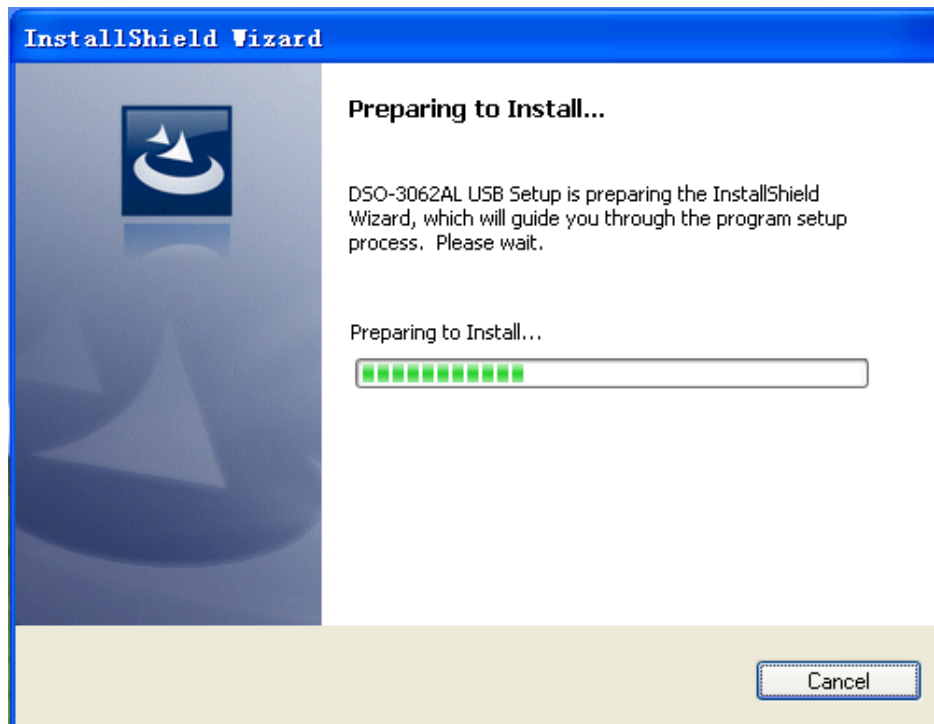 InstallShield Wizard
Preparing to Install...
DSO-3062AL USB Setup is preparing the InstallShield
Wizard, which will guide you through the program setup
process.  Please wait.
Preparing to Install...
Cancel